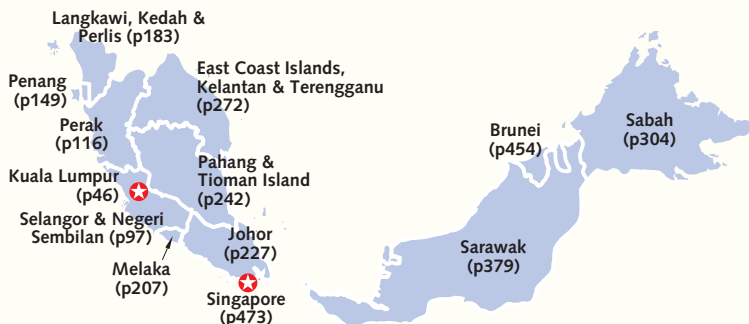 Langkawi, Kedah &
Perlis (p183)
Penang
(p149)
East Coast Islands,
Kelantan & Terengganu
(p272)
Perak
(p116)
Kuala Lumpur
(p46)
Pahang &
Tioman Island
(p242)
Selangor & Negeri
Sembilan (p97)
Melaka
(p207)
Johor
(p227)
Singapore
(p473)
Brunei
(p454)
Sabah
(p304)
Sarawak
(p379)